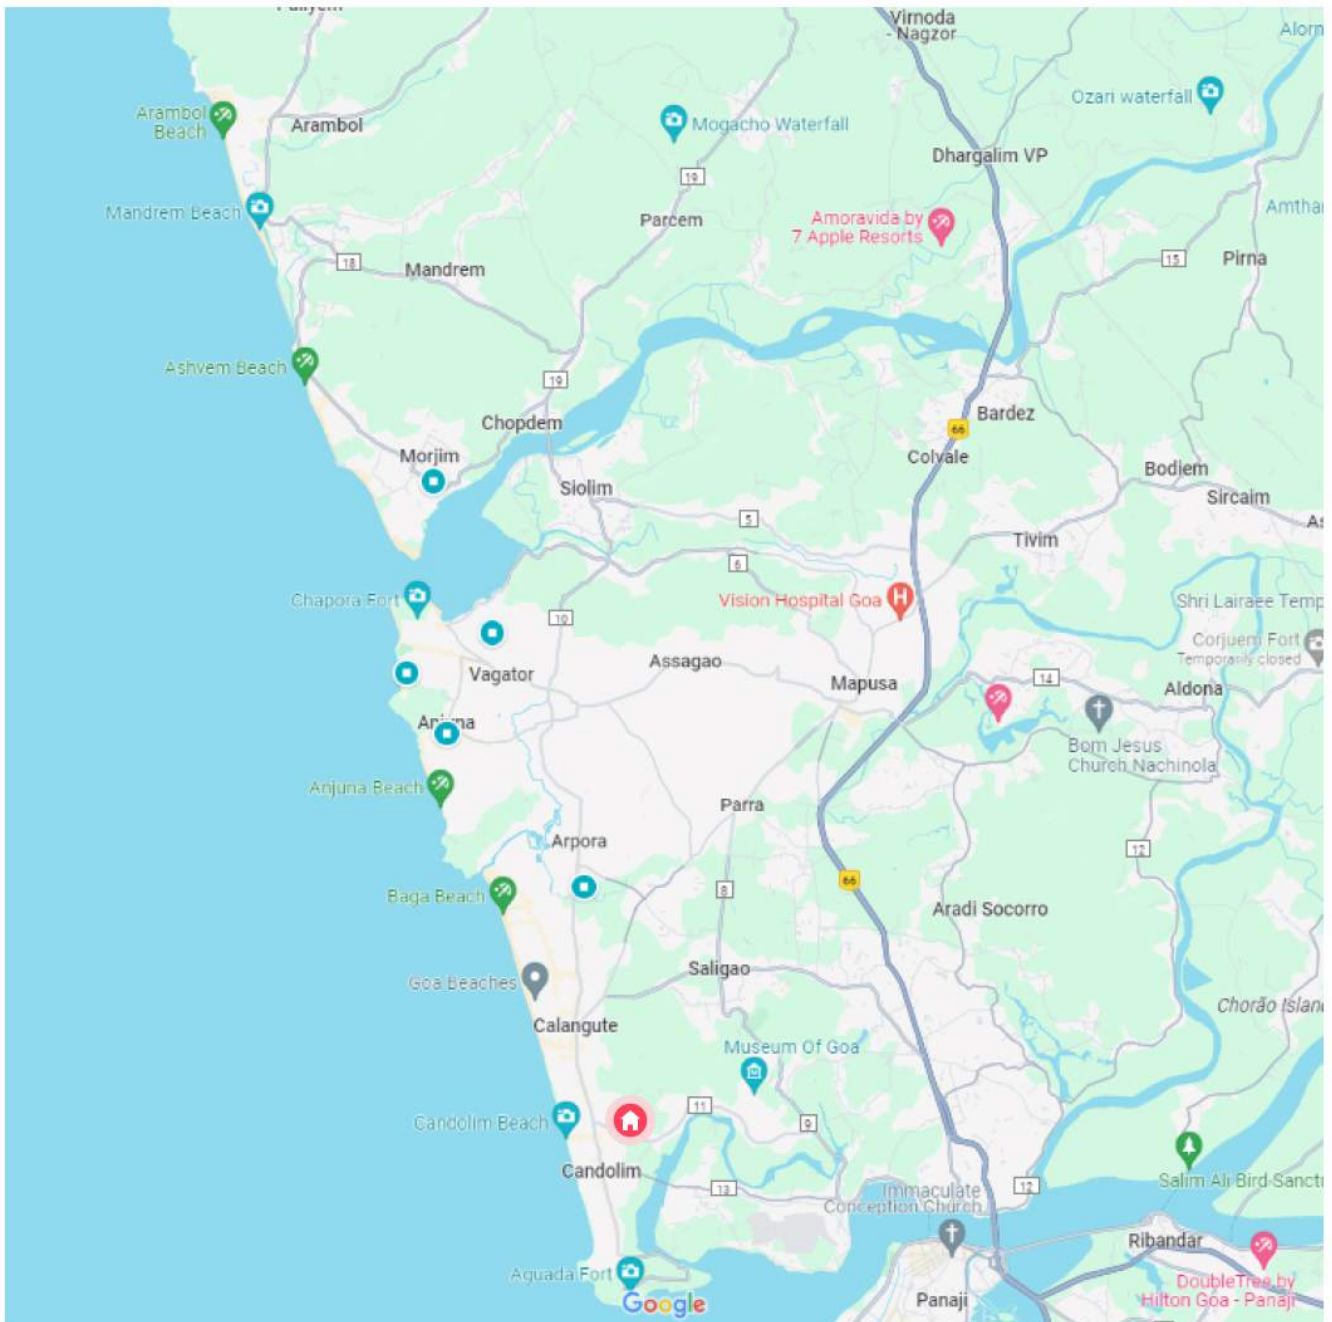 Virnoda
- Nagzor
Arambol
Beach
Arambol
Mogacho Waterfall
Ozari waterfall
Dhargalim VP
19
Mandrem Beach
Parcem
Amoravida by
7 Apple Resorts
18
Mandrem
15
Pirna
Ashvem Beach
19
Chopdem
Bardez
66
Colvale
Morjim
Siolim
Bodiem
Sircaim
5
Tivim
6
Chapora Fort
Vision Hospital Goa
H
10
Shri Lairaee Temp
Corjuem Fort
Temporarily closed
Assagao
Vagator
Mapusa
14
Aldona
Bom Jesus
Church Nachinola
Anjuna Beach
Parra
Arpora
12
66
8
Baga Beach
Aradi Socorro
Saligao
Goa Beaches
Calangute
Chorão Islan
Museum Of Goa
11
9
Candolim Beach
Candolim
13
12
Immaculate
Conception Church
Salim Ali Bird Sanct
Ribandar
Aguada Fort
Google
Panaji
DoubleTree by
Hilton Goa - Panaji